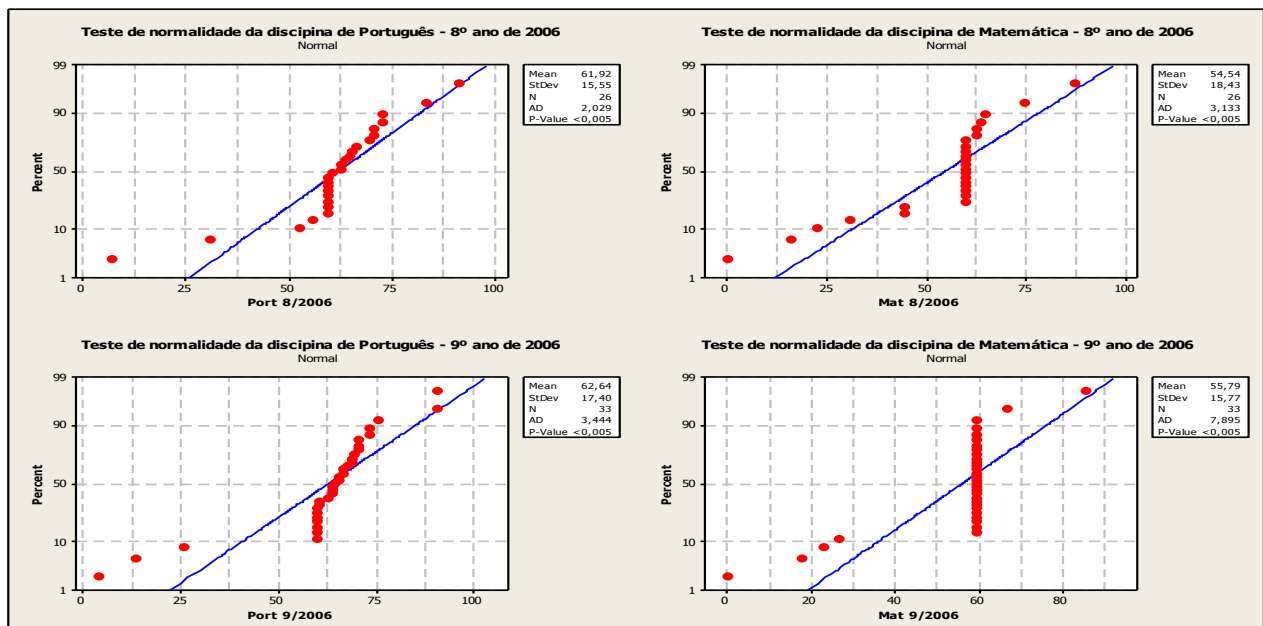 Teste de normalidade da discipina de Português - 8º ano de 2006
Normal
99
90
50
10
1
Percent
0 25 50 75 100
Port 8/2006
Mean 61,92
StDev 15,55
N 26
AD 2,029
P-Value <0,005
Teste de normalidade da discipina de Matemática - 8º ano de 2006
Normal
99
90
50
10
1
Percent
0 25 50 75 100
Mat 8/2006
Mean 54,54
StDev 18,43
N 26
AD 3,133
P-Value <0,005
Teste de normalidade da discipina de Português - 9º ano de 2006
Normal
99
90
50
10
1
Percent
0 25 50 75 100
Port 9/2006
Mean 62,64
StDev 17,40
N 33
AD 3,444
P-Value <0,005
Teste de normalidade da discipina de Matemática - 9º ano de 2006
Normal
99
90
50
10
1
Percent
0 20 40 60 80
Mat 9/2006
Mean 55,79
StDev 15,77
N 33
AD 7,895
P-Value <0,005